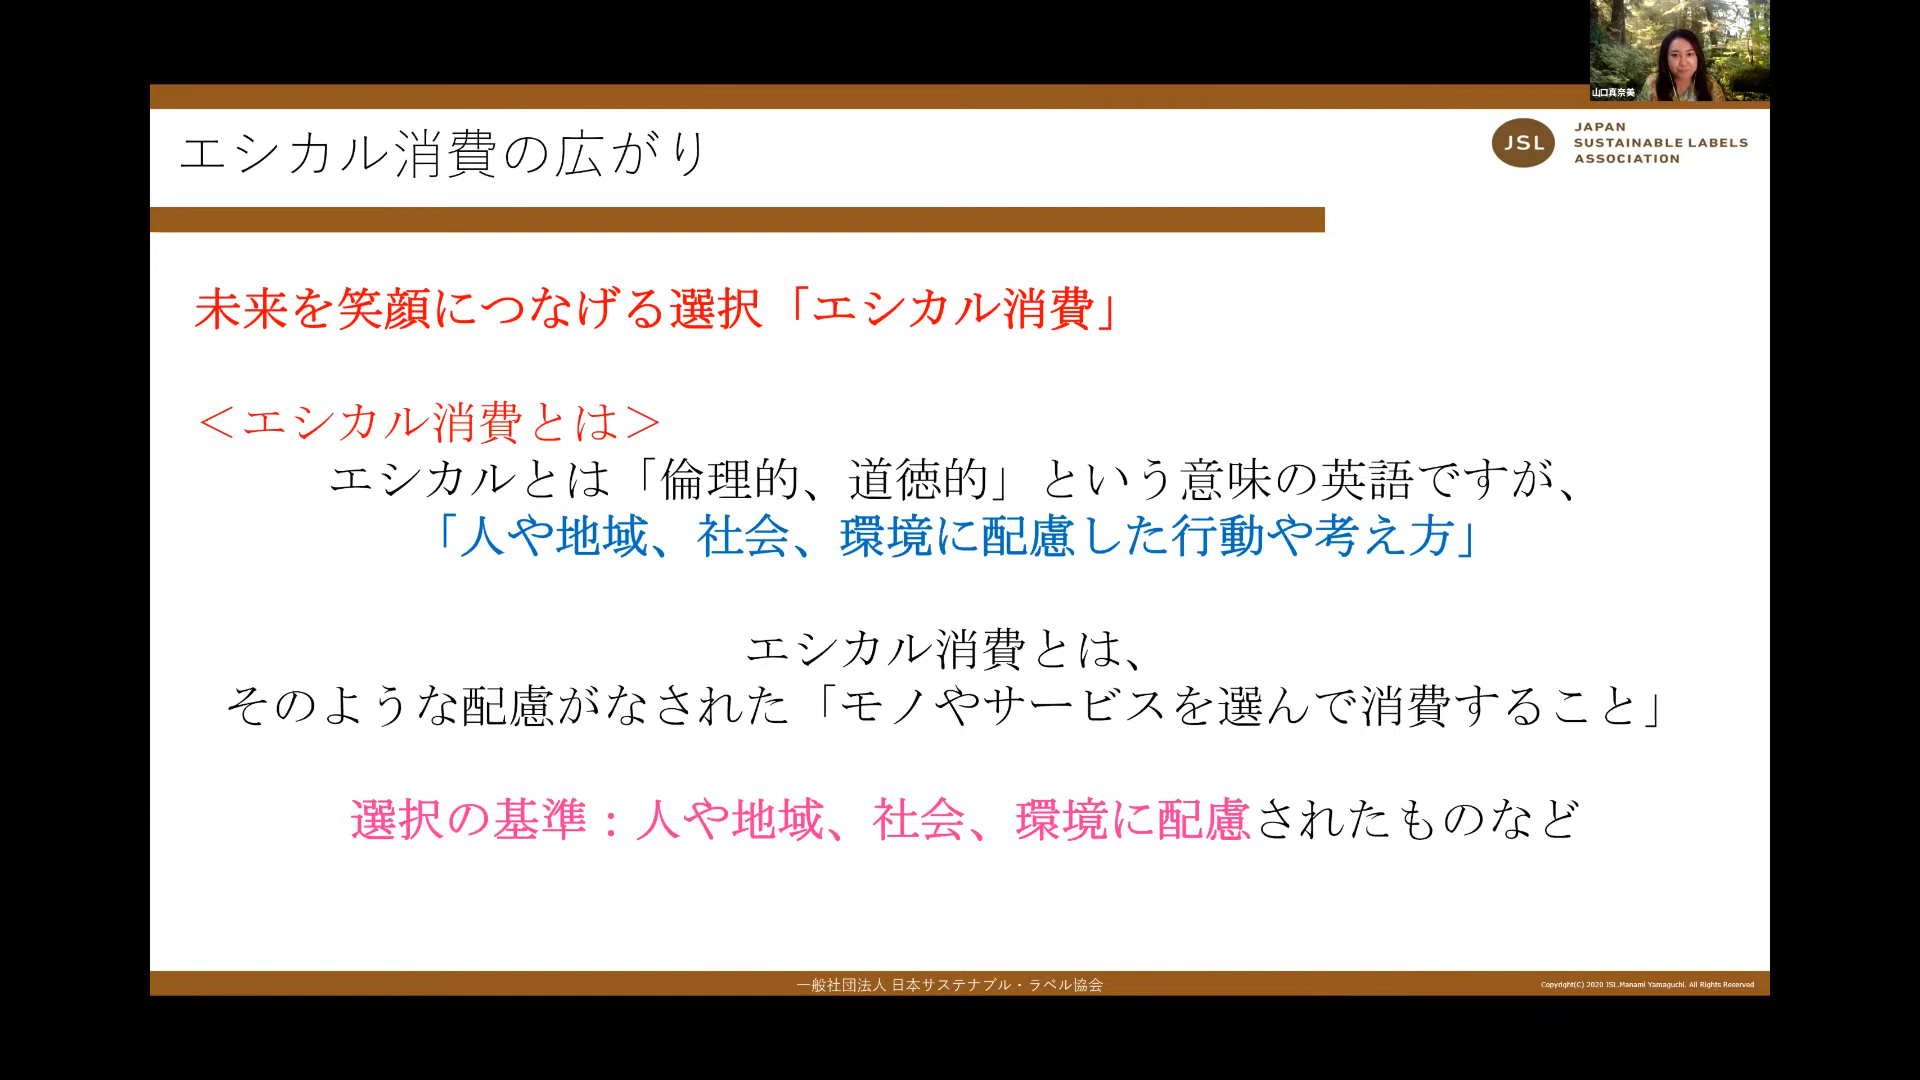 山口真奈美
エシカル消費の広がり
JSL
JAPAN
SUSTAINABLE LABELS
ASSOCIATION
未来を笑顔につなげる選択「エシカル消費」
＜エシカル消費とは＞
エシカルとは「倫理的、道徳的」という意味の英語ですが、
「人や地域、社会、環境に配慮した行動や考え方」
エシカル消費とは、
そのような配慮がなされた「モノやサービスを選んで消費すること」
選択の基準：人や地域、社会、環境に配慮されたものなど
一般社団法人 日本サステナブル・ラベル協会
Copyright(C) 2020 JSL.Manami Yamaguchi. All Rights Reserved